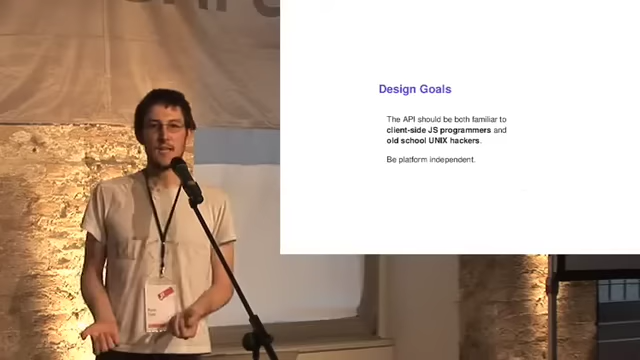 Design Goals
The API should be both familiar to
client-side JS programmers and
old school UNIX hackers.
Be platform independent.